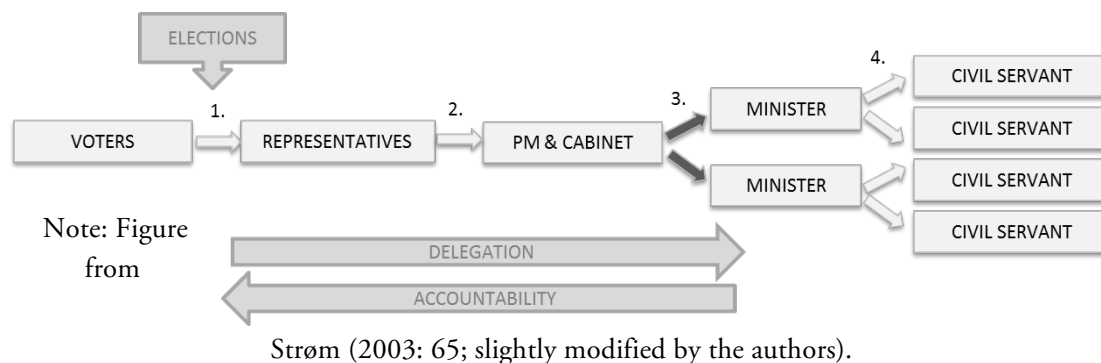 ELECTIONS
1.
2.
3.
4.
VOTERS
REPRESENTATIVES
PM & CABINET
MINISTER
MINISTER
CIVIL SERVANT
CIVIL SERVANT
CIVIL SERVANT
CIVIL SERVANT
Note: Figure
from
DELEGATION
ACCOUNTABILITY
Strøm (2003: 65; slightly modified by the authors).